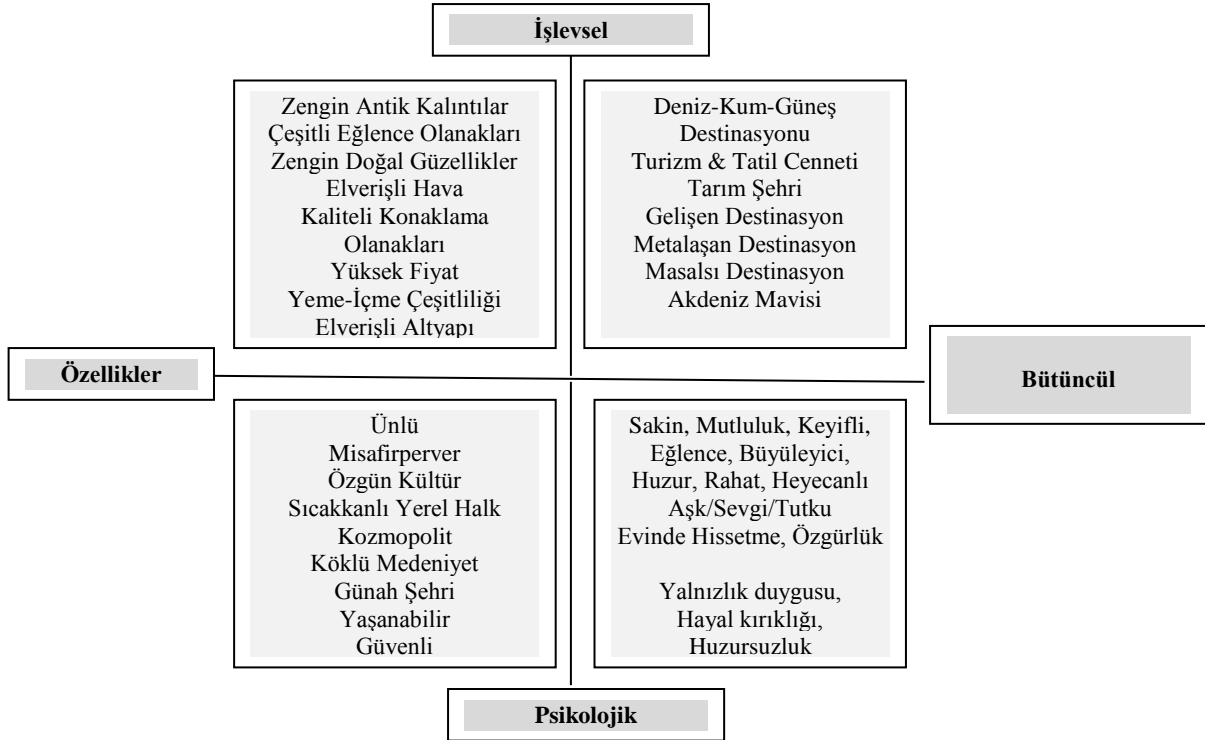 İşlevsel
Zengin Antik Kalıntılar
Çeşitli Eğlence Olanakları
Zengin Doğal Güzellikler
Elverişli Hava
Kaliteli Konaklama
Olanakları
Yüksek Fiyat
Yeme-İçme Çeşitliliği
Elverişli Altyapı
Deniz-Kum-Güneş
Destinasyonu
Turizm & Tatil Cenneti
Tarım Şehri
Gelişen Destinasyon
Metalaşan Destinasyon
Masalsı Destinasyon
Akdeniz Mavisi
Özellikler
Bütüncül
Ünlü
Misafirperver
Özgün Kültür
Sıcakkanlı Yerel Halk
Kozmopolit
Köklü Medeniyet
Günah Şehri
Yaşanabilir
Güvenli
Sakin, Mutluluk, Keyifli,
Eğlence, Büyüleyici,
Huzur, Rahat, Heyecanlı
Aşk/Sevgi/Tutku
Evinde Hissetme, Özgürlük
Yalnızlık duygusu,
Hayal kırıklığı,
Huzursuzluk
Psikolojik